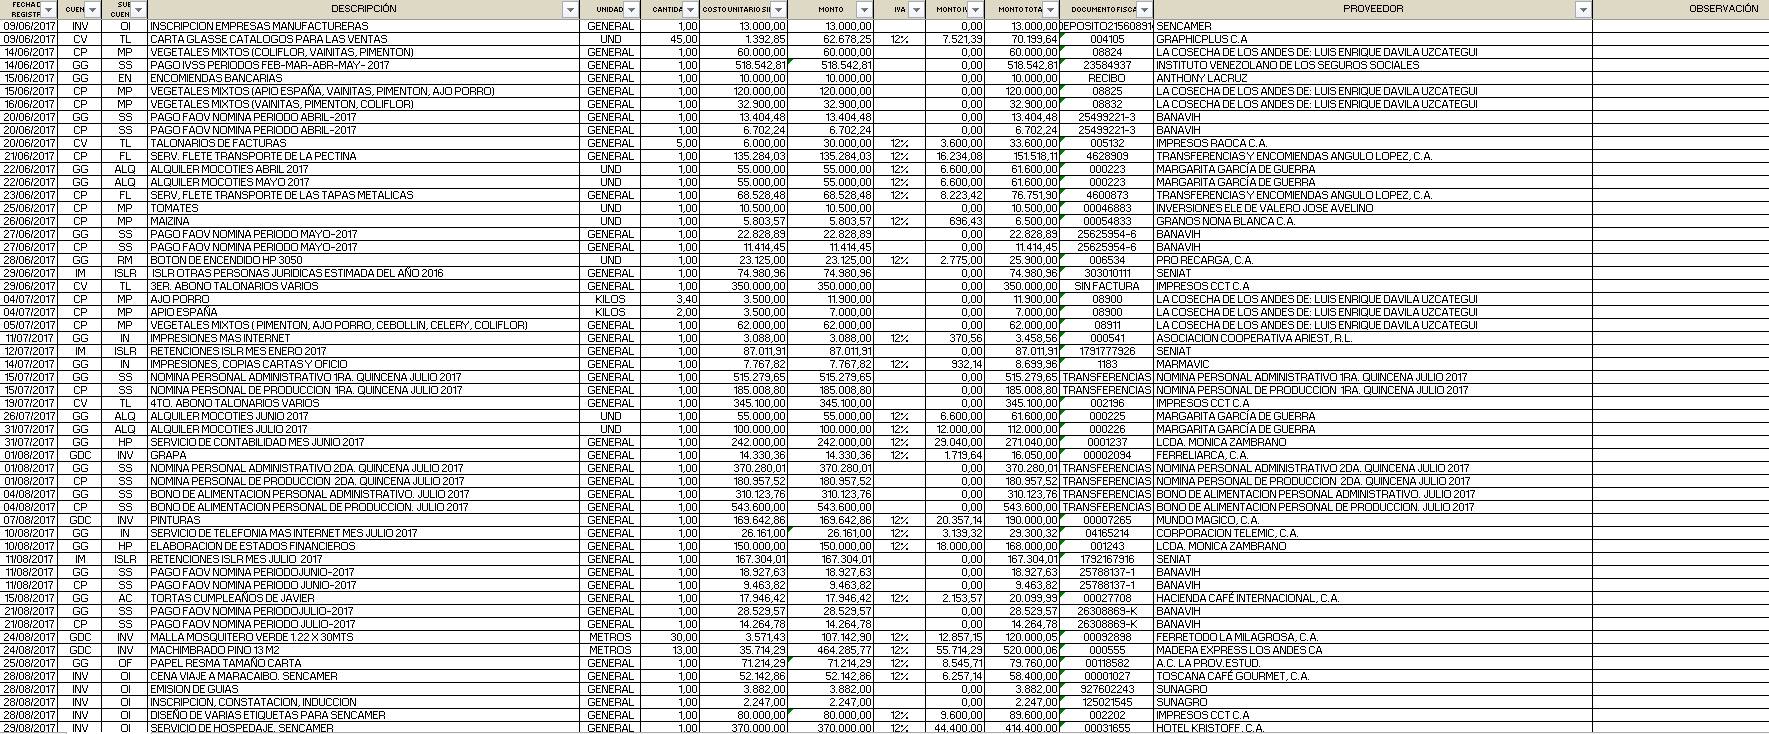 FECHA D REGISTR CUEN SUB CUEN DESCRIPCIÓN UNIDAD CANTIDA COSTO UNITARIO SII MONTO IVA MONTO IV MONTO TOTA DOCUMENTO FISCA PROVEEDOR OBSERVACIÓN
09/06/2017 INV OI INSCRIPCION EMPRESAS MANUFACTURERAS GENERAL 1,00 13.000,00 13.000,00 0,00 13.000,00 DEPOSITO215608917 SENCAMER
09/06/2017 CV TL CARTA GLASSE CATALOGOS PARA LAS VENTAS UND 45,00 1.392,85 62.678,25 12% 7.521,39 70.199,64 004105 GRAPHICPLUS C.A
14/06/2017 CP MP VEGETALES MIXTOS (COLIFLOR, VAINITAS, PIMENTON) GENERAL 1,00 60.000,00 60.000,00 0,00 60.000,00 08824 LA COSECHA DE LOS ANDES DE: LUIS ENRIQUE DAVILA UZCATEGUI
14/06/2017 GG SS PAGO IVSS PERIODOS FEB-MAR-ABR-MAY- 2017 GENERAL 1,00 518.542,81 518.542,81 0,00 518.542,81 23584937 INSTITUTO VENEZOLANO DE LOS SEGUROS SOCIALES
15/06/2017 GG EN ENCOMIENDAS BANCARIAS GENERAL 1,00 10.000,00 10.000,00 0,00 10.000,00 RECIBO ANTHONY LACRUZ
15/06/2017 CP MP VEGETALES MIXTOS (APIO ESPAÑA, VAINITAS, PIMENTON, AJO PORRO) GENERAL 1,00 120.000,00 120.000,00 0,00 120.000,00 08825 LA COSECHA DE LOS ANDES DE: LUIS ENRIQUE DAVILA UZCATEGUI
16/06/2017 CP MP VEGETALES MIXTOS (VAINITAS, PIMENTON, COLIFLOR) GENERAL 1,00 32.900,00 32.900,00 0,00 32.900,00 08832 LA COSECHA DE LOS ANDES DE: LUIS ENRIQUE DAVILA UZCATEGUI
20/06/2017 GG SS PAGO FAOV NOMINA PERIODO ABRIL-2017 GENERAL 1,00 13.404,48 13.404,48 0,00 13.404,48 25499221-3 BANAVIH
20/06/2017 CP SS PAGO FAOV NOMINA PERIODO ABRIL-2017 GENERAL 1,00 6.702,24 6.702,24 0,00 6.702,24 25499221-3 BANAVIH
20/06/2017 CV TL TALONARIOS DE FACTURAS GENERAL 5,00 6.000,00 30.000,00 12% 3.600,00 33.600,00 005132 IMPRESOS RAOCA C.A.
21/06/2017 CP FL SERV. FLETE TRANSPORTE DE LA PECTINA GENERAL 1,00 135.284,03 135.284,03 12% 16.234,08 151.518,11 4628909 TRANSFERENCIAS Y ENCOMIENDAS ANGULO LOPEZ, C.A.
22/06/2017 GG ALQ ALQUILER MOCOTIES ABRIL 2017 UND 1,00 55.000,00 55.000,00 12% 6.600,00 61.600,00 000223 MARGARITA GARCÍA DE GUERRA
22/06/2017 GG ALQ ALQUILER MOCOTIES MAYO 2017 UND 1,00 55.000,00 55.000,00 12% 6.600,00 61.600,00 000223 MARGARITA GARCÍA DE GUERRA
23/06/2017 CP FL SERV, FLETE TRANSPORTE DE LAS TAPAS METALICAS GENERAL 1,00 68.528,48 68.528,48 12% 8.223,42 76.751,90 4600873 TRANSFERENCIAS Y ENCOMIENDAS ANGULO LOPEZ, C.A.
25/06/2017 CP MP TOMATES UND 1,00 10.500,00 10.500,00 0,00 10.500,00 00046883 INVERSIONES ELE DE VALERO JOSE AVELINO
26/06/2017 CP MP MAIZINA UND 1,00 5.803,57 5.803,57 12% 696,43 6.500,00 00054833 GRANOS NONA BLANCA C.A.
27/06/2017 GG SS PAGO FAOV NOMINA PERIODO MAYO-2017 GENERAL 1,00 22.828,89 22.828,89 0,00 22.828,89 25625954-6 BANAVIH
27/06/2017 CP SS PAGO FAOV NOMINA PERIODO MAYO-2017 GENERAL 1,00 11.414,45 11.414,45 0,00 11.414,45 25625954-6 BANAVIH
28/06/2017 GG RM BOTON DE ENCENDIDO HP 3050 UND 1,00 23.125,00 23.125,00 12% 2.775,00 25.900,00 006534 PRO RECARGA, C.A.
29/06/2017 IM ISLR ISLR OTRAS PERSONAS JURIDICAS ESTIMADA DEL AÑO 2016 GENERAL 1,00 74.980,96 74.980,96 0,00 74.980,96 303010111 SENIAT
29/06/2017 CV TL 3ER. ABONO TALONARIOS VARIOS GENERAL 1,00 350.000,00 350.000,00 0,00 350.000,00 SIN FACTURA IMPRESOS CCT C.A
04/07/2017 CP MP AJO PORRO KILOS 3,40 3.500,00 11.900,00 0,00 11.900,00 08900 LA COSECHA DE LOS ANDES DE: LUIS ENRIQUE DAVILA UZCATEGUI
04/07/2017 CP MP APIO ESPAÑA KILOS 2,00 3.500,00 7.000,00 0,00 7.000,00 08900 LA COSECHA DE LOS ANDES DE: LUIS ENRIQUE DAVILA UZCATEGUI
05/07/2017 CP MP VEGETALES MIXTOS ( PIMENTON, AJO PORRO, CEBOLLIN, CELERY, COLIFLOR) GENERAL 1,00 62.000,00 62.000,00 0,00 62.000,00 08911 LA COSECHA DE LOS ANDES DE: LUIS ENRIQUE DAVILA UZCATEGUI
11/07/2017 GG IN IMPRESIONES MAS INTERNET GENERAL 1,00 3.088,00 3.088,00 12% 370,56 3.458,56 000541 ASOCIACION COOPERATIVA ARIEST, R.L.
12/07/2017 IM ISLR RETENCIONES ISLR MES ENERO 2017 GENERAL 1,00 87.011,91 87.011,91 0,00 87.011,91 1791777926 SENIAT
14/07/2017 GG IN IMPRESIONES, COPIAS CARTAS Y OFICIO GENERAL 1,00 7.767,82 7.767,82 12% 932,14 8.699,96 1183 MARMAVIC
15/07/2017 GG SS NOMINA PERSONAL ADMINISTRATIVO 1RA. QUINCENA JULIO 2017 GENERAL 1,00 515.279,65 515.279,65 0,00 515.279,65 TRANSFERENCIAS NOMINA PERSONAL ADMINISTRATIVO 1RA. QUINCENA JULIO 2017
15/07/2017 CP SS NOMINA PERSONAL DE PRODUCCION 1RA. QUINCENA JULIO 2017 GENERAL 1,00 185.008,80 185.008,80 0,00 185.008,80 TRANSFERENCIAS NOMINA PERSONAL DE PRODUCCION 1RA. QUINCENA JULIO 2017
19/07/2017 CV TL 4TO. ABONO TALONARIOS VARIOS GENERAL 1,00 345.100,00 345.100,00 0,00 345.100,00 002196 IMPRESOS CCT C.A
26/07/2017 GG ALQ ALQUILER MOCOTIES JUNIO 2017 UND 1,00 55.000,00 55.000,00 12% 6.600,00 61.600,00 000225 MARGARITA GARCÍA DE GUERRA
31/07/2017 GG ALQ ALQUILER MOCOTIES JULIO 2017 UND 1,00 100.000,00 100.000,00 12% 12.000,00 112.000,00 000226 MARGARITA GARCÍA DE GUERRA
31/07/2017 GG HP SERVICIO DE CONTABILIDAD MES JUNIO 2017 GENERAL 1,00 242.000,00 242.000,00 12% 29.040,00 271.040,00 0001237 LCDA. MONICA ZAMBRANO
01/08/2017 GDC INV GRAPA GENERAL 1,00 14.330,36 14.330,36 12% 1.719,64 16.050,00 00002094 FERRELIARCA, C.A.
01/08/2017 GG SS NOMINA PERSONAL ADMINISTRATIVO 2DA. QUINCENA JULIO 2017 GENERAL 1,00 370.280,01 370.280,01 0,00 370.280,01 TRANSFERENCIAS NOMINA PERSONAL ADMINISTRATIVO 2DA. QUINCENA JULIO 2017
01/08/2017 CP SS NOMINA PERSONAL DE PRODUCCION 2DA. QUINCENA JULIO 2017 GENERAL 1,00 180.957,52 180.957,52 0,00 180.957,52 TRANSFERENCIAS NOMINA PERSONAL DE PRODUCCION 2DA. QUINCENA JULIO 2017
04/08/2017 GG SS BONO DE ALIMENTACION PERSONAL ADMINISTRATIVO. JULIO 2017 GENERAL 1,00 310.123,76 310.123,76 0,00 310.123,76 TRANSFERENCIAS BONO DE ALIMENTACION PERSONAL ADMINISTRATIVO. JULIO 2017
04/08/2017 CP SS BONO DE ALIMENTACION PERSONAL DE PRODUCCION. JULIO 2017 GENERAL 1,00 543.600,00 543.600,00 0,00 543.600,00 TRANSFERENCIAS BONO DE ALIMENTACION PERSONAL DE PRODUCCION. JULIO 2017
07/08/2017 GDC INV PINTURAS GENERAL 1,00 169.642,86 169.642,86 12% 20.357,14 190.000,00 00007265 MUNDO MAGICO, C.A.
10/08/2017 GG IN SERVICIO DE TELEFONIA MAS INTERNET MES JULIO 2017 GENERAL 1,00 26.161,00 26.161,00 12% 3.139,32 29.300,32 04165214 CORPORACION TELEMIC, C.A.
10/08/2017 GG HP ELABORACION DE ESTADOS FINANCIEROS GENERAL 1,00 150.000,00 150.000,00 12% 18.000,00 168.000,00 001243 LCDA. MONICA ZAMBRANO
11/08/2017 IM ISLR RETENCIONES ISLR MES JULIO 2017 GENERAL 1,00 167.304,01 167.304,01 0,00 167.304,01 1792167916 SENIAT
11/08/2017 GG SS PAGO FAOV NOMINA PERIODO JUNIO-2017 GENERAL 1,00 18.927,63 18.927,63 0,00 18.927,63 25788137-1 BANAVIH
11/08/2017 CP SS PAGO FAOV NOMINA PERIODO JUNIO-2017 GENERAL 1,00 9.463,82 9.463,82 0,00 9.463,82 25788137-1 BANAVIH
15/08/2017 GG AC TORTAS CUMPLEAÑOS DE JAVIER GENERAL 1,00 17.946,42 17.946,42 12% 2.153,57 20.099,99 00027708 HACIENDA CAFÉ INTERNACIONAL, C.A.
21/08/2017 GG SS PAGO FAOV NOMINA PERIODOJULIO-2017 GENERAL 1,00 28.529,57 28.529,57 0,00 28.529,57 26308869-K BANAVIH
21/08/2017 CP SS PAGO FAOV NOMINA PERIODO JULIO-2017 GENERAL 1,00 14.264,78 14.264,78 0,00 14.264,78 26308869-K BANAVIH
24/08/2017 GDC INV MALLA MOSQUITERO VERDE 1.22 X 30MTS METROS 30,00 3.571,43 107.142,90 12% 12.857,15 120.000,05 00092898 FERRETODO LA MILAGROSA, C.A.
24/08/2017 GDC INV MACHIMBRADO PINO 13 M2 METROS 13,00 35.714,29 464.285,77 12% 55.714,29 520.000,06 000555 MADERA EXPRESS LOS ANDES CA
25/08/2017 GG OF PAPEL RESMA TAMAÑO CARTA GENERAL 1,00 71.214,29 71.214,29 12% 8.545,71 79.760,00 00118582 A.C. LA PROV. ESTUD.
28/08/2017 INV OI CENA VIAJE A MARACAIBO. SENCAMER GENERAL 1,00 52.142,86 52.142,86 12% 6.257,14 58.400,00 00001027 TOSCANA CAFÉ GOURMET, C.A.
28/08/2017 INV OI EMISION DE GUIAS GENERAL 1,00 3.882,00 3.882,00 0,00 3.882,00 927602243 SUNAGRO
28/08/2017 INV OI INSCRIPCION, CONSTATACION, INDUCCION GENERAL 1,00 2.247,00 2.247,00 0,00 2.247,00 125021545 SUNAGRO
28/08/2017 INV OI DISEÑO DE VARIAS ETIQUETAS PARA SENCAMER GENERAL 1,00 80.000,00 80.000,00 12% 9.600,00 89.600,00 002202 IMPRESOS CCT C.A
29/08/2017 INV OI SERVICIO DE HOSPEDAJE. SENCAMER GENERAL 1,00 370.000,00 370.000,00 12% 44.400,00 414.400,00 00031655 HOTEL KRISTOFF. C.A.